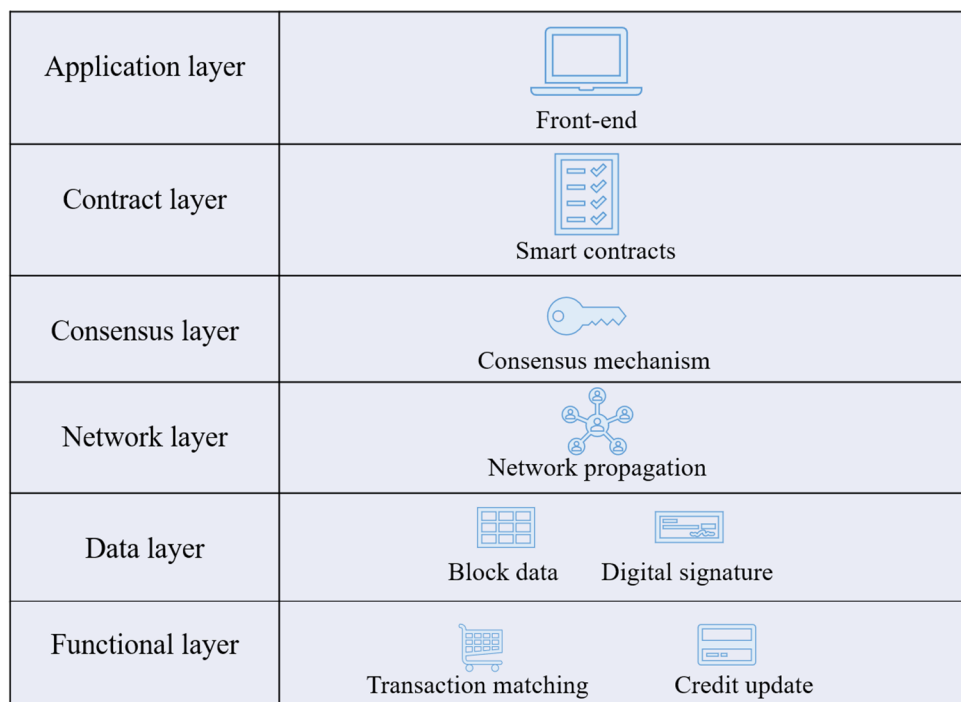 Application layer
Front-end
Contract layer
Smart contracts
Consensus layer
Consensus mechanism
Network layer
Network propagation
Data layer
Block data Digital signature
Functional layer
Transaction matching Credit update